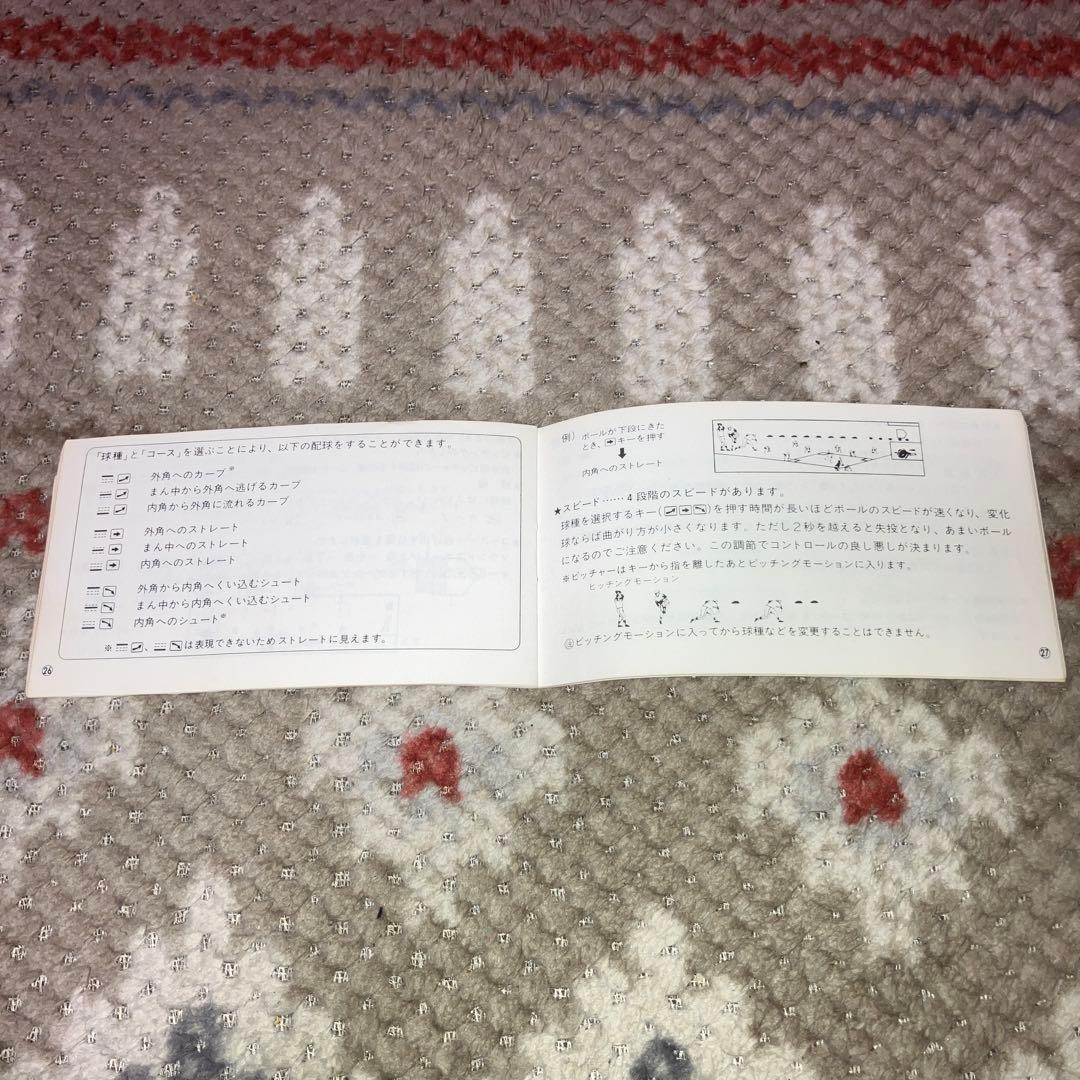 「球種」と「コース」を選ぶことにより、以下の配球をすることができます。
外角へのカーブ※
まん中から外角へ逃げるカーブ
内角から外角に流れるカーブ
外角へのストレート
まん中へのストレート
内角へのストレート
外角から内角へくい込むシュート
まん中から内角へくい込むシュート
内角へのシュート※
※ 、 は表現できないためストレートに見えます。
26
例) ボールが下段にきた
とき、➡キーを押す
内角へのストレート
★スピード……4段階のスピードがあります。
球種を選択するキー( ➡ )を押す時間が長いほどボールのスピードが速くなり、変化
球ならば曲がり方が小さくなります。ただし2秒を越えると失投となり、あまいボール
になるのでご注意ください。この調節でコントロールの良し悪しが決まります。
※ピッチャーはキーから指を離したあとピッチングモーションに入ります。
ピッチングモーション
注ピッチングモーションに入ってから球種などを変更することはできません。
27